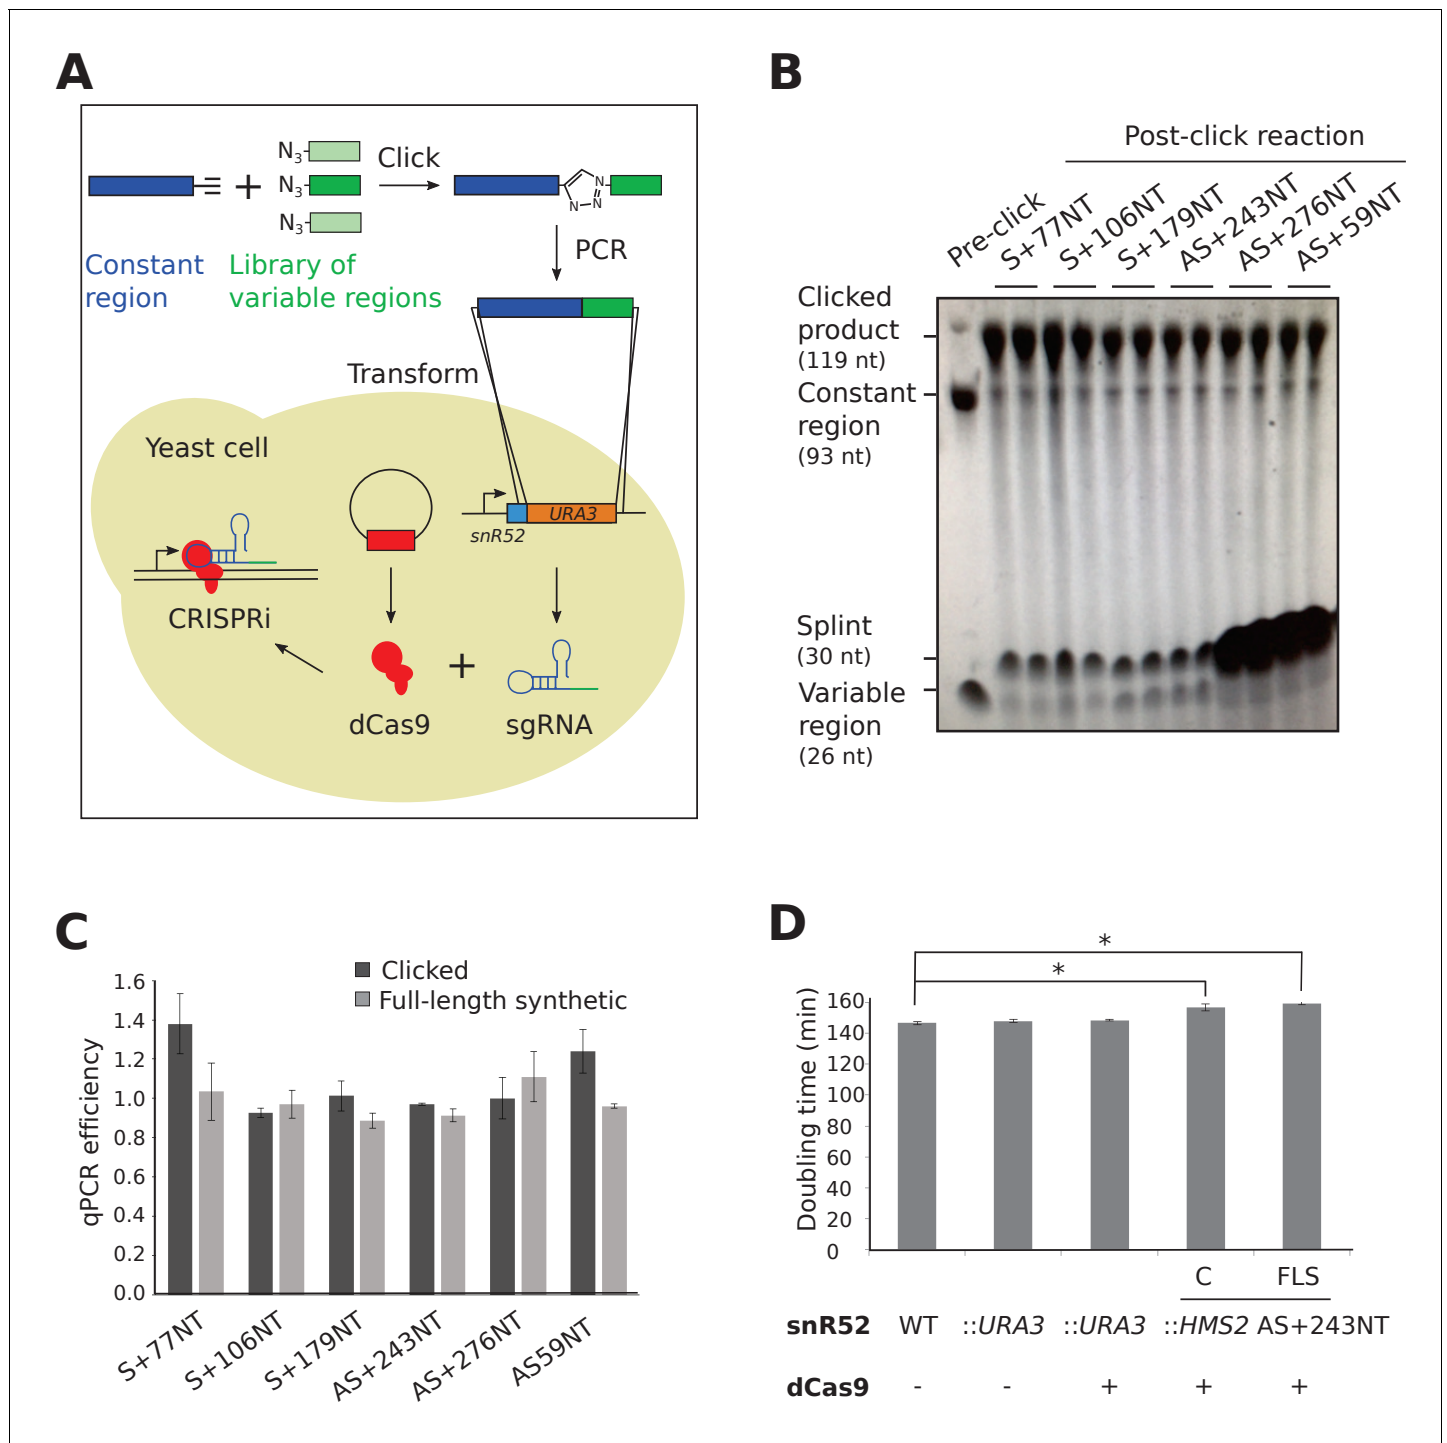 A
N3
Click
N3
N3
N
N
N
Constant
region
Library of
variable regions
PCR
Transform
Yeast cell
URA3
snR52
CRISPRi
dCas9
sgRNA
B
Post-click reaction
Pre-click
S+77NT
S+106NT
S+179NT
AS+243NT
AS+276NT
AS+59NT
Clicked
product
(119 nt)
Constant
region
(93 nt)
Splint
(30 nt)
Variable
region
(26 nt)
C
Clicked
Full-length synthetic
qPCR efficiency
1.6
1.4
1.2
1.0
0.8
0.6
0.4
0.2
0.0
S+77NT
S+106NT
S+179NT
AS+243NT
AS+276NT
AS59NT
D
*
*
Doubling time (min)
160
140
120
100
80
60
40
20
0
C FLS
snR52 WT ::URA3 ::URA3 ::HMS2 AS+243NT
dCas9 - - + + +